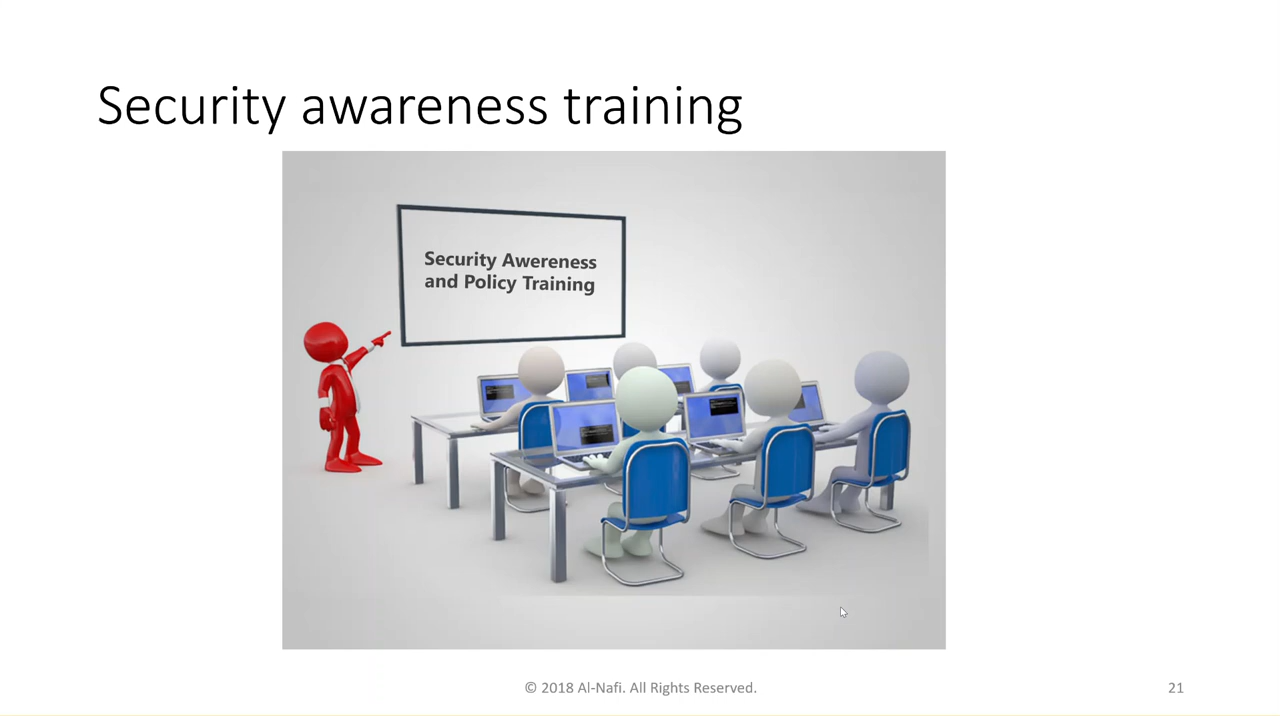 Security awareness training
Security Awereness
and Policy Training
© 2018 Al-Nafi. All Rights Reserved.
21